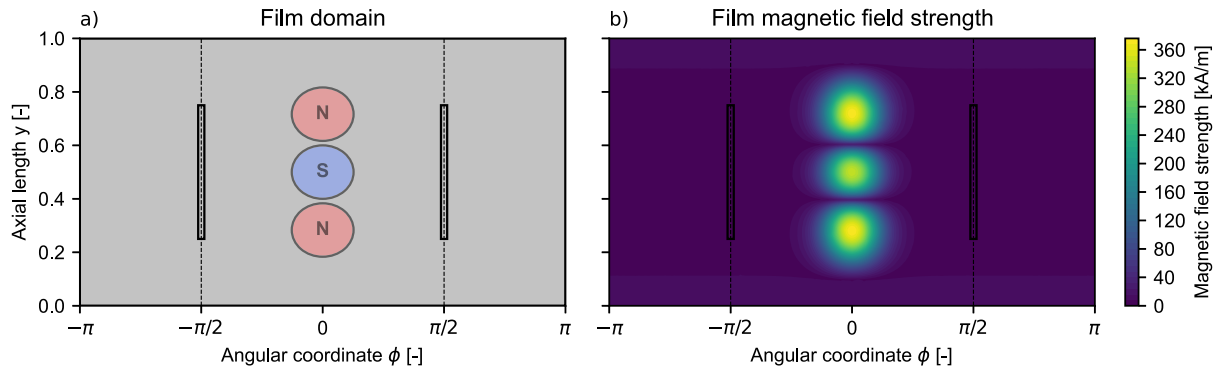 a) Film domain
1.0
0.8
0.6
0.4
0.2
0.0
Axial length y [-]
N
S
N
−π −π/2 0 π/2 π
Angular coordinate ϕ [-]
b) Film magnetic field strength
−π −π/2 0 π/2 π
Angular coordinate ϕ [-]
360
320
280
240
200
160
120
80
40
0
Magnetic field strength [kA/m]